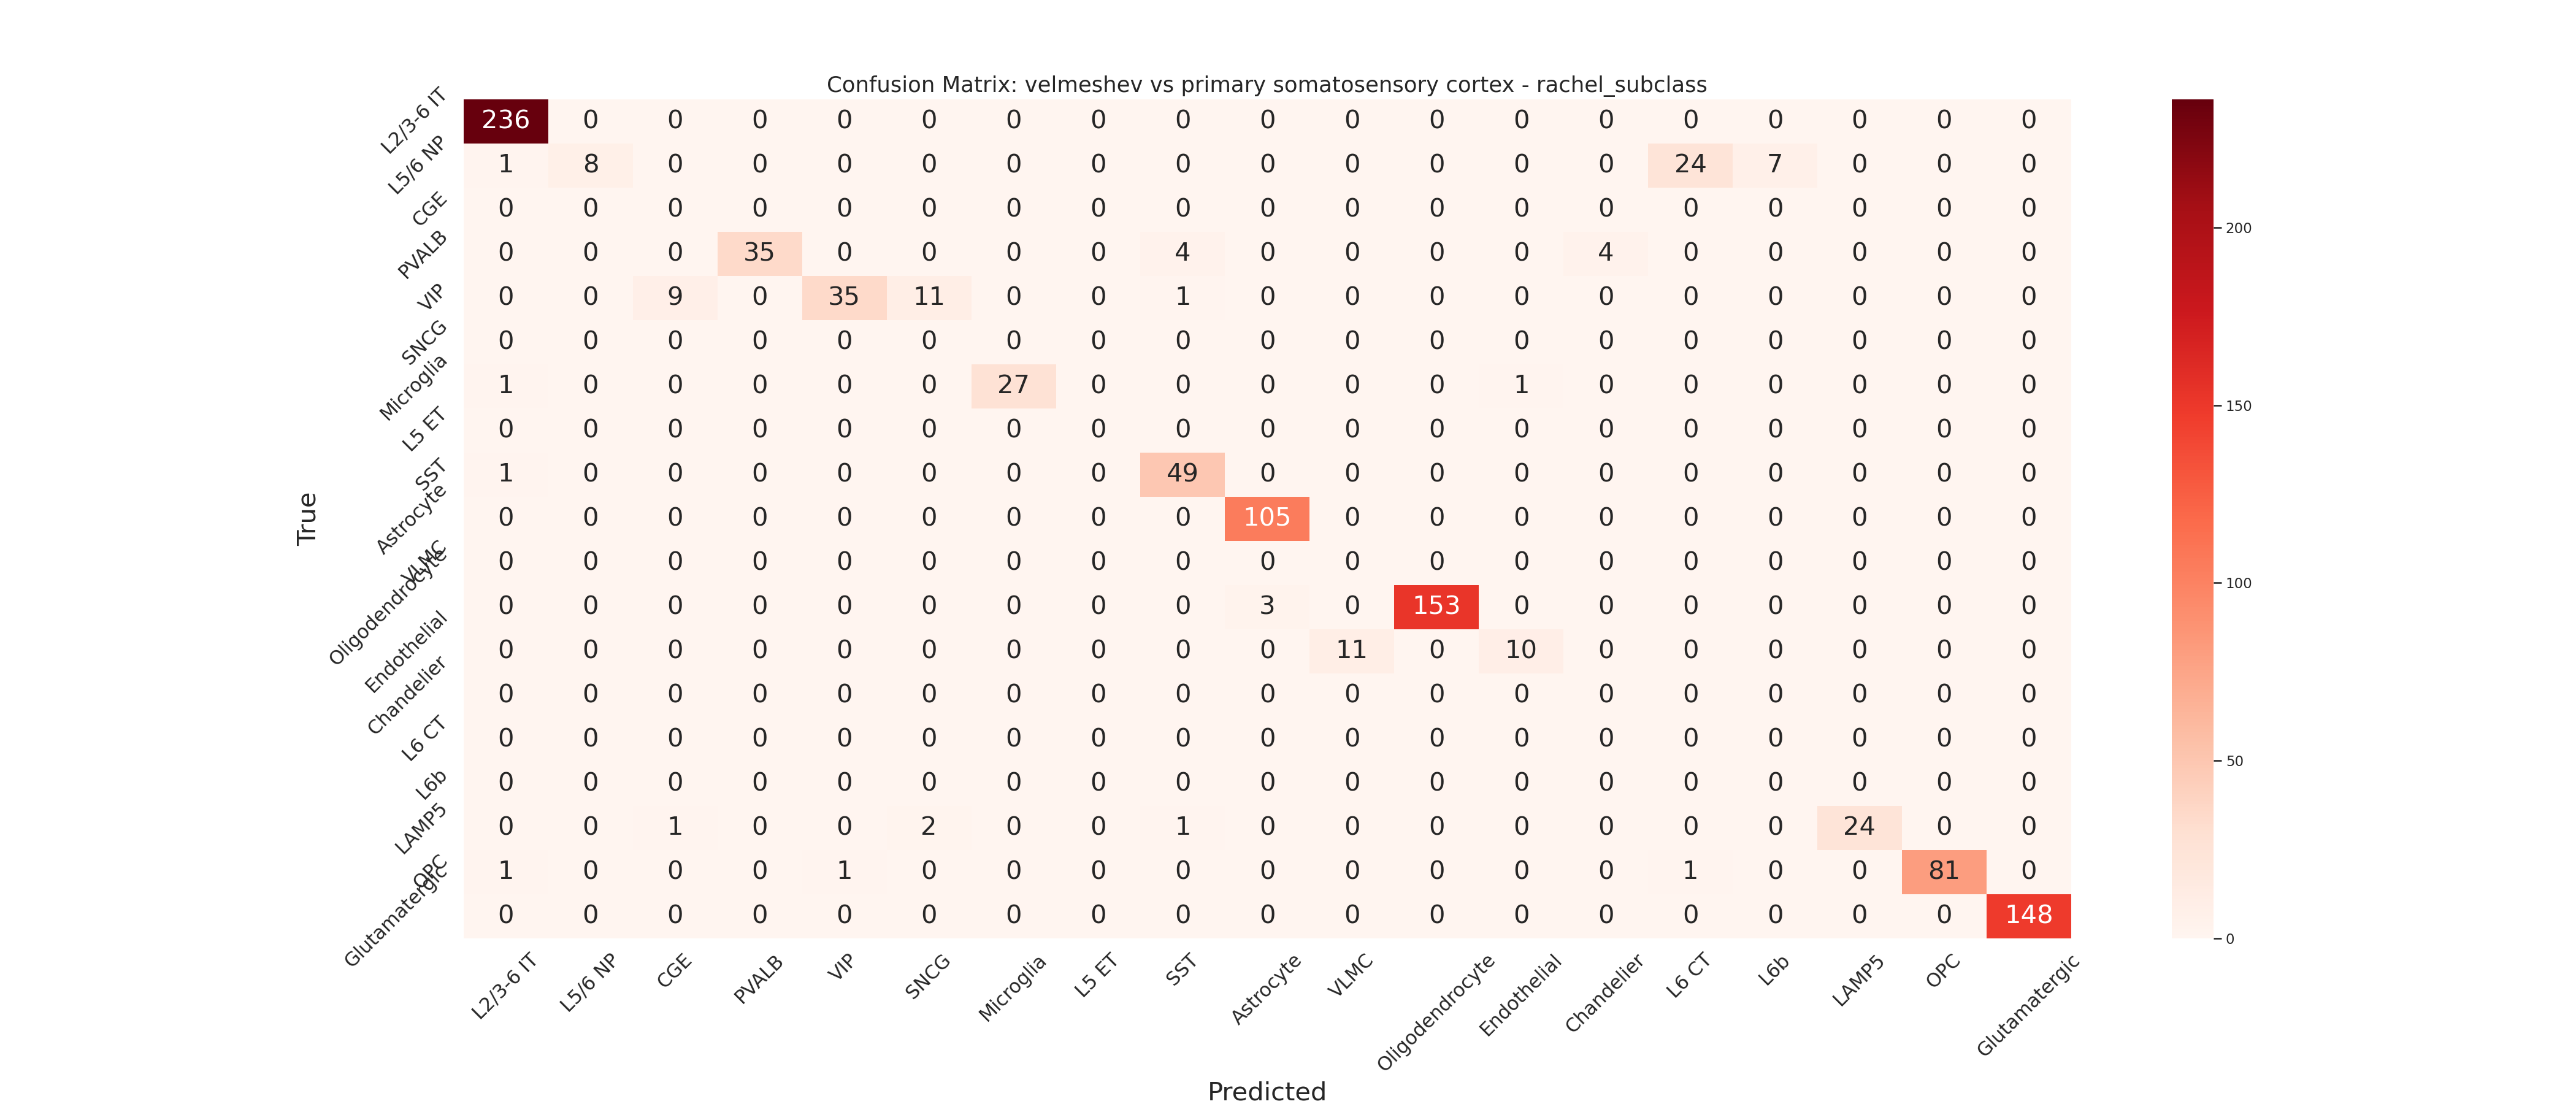 Confusion Matrix: velmeshev vs primary somatosensory cortex - rachel_subclass
L2/3-6 IT 236 0 0 0 0 0 0 0 0 0 0 0 0 0 0 0 0 0 0
L5/6 NP 1 8 0 0 0 0 0 0 0 0 0 0 0 0 24 7 0 0 0
CGE 0 0 0 0 0 0 0 0 0 0 0 0 0 0 0 0 0 0 0
PVALB 0 0 0 35 0 0 0 0 4 0 0 0 0 4 0 0 0 0 0
VIP 0 0 9 0 35 11 0 0 1 0 0 0 0 0 0 0 0 0 0
SNCG 0 0 0 0 0 0 0 0 0 0 0 0 0 0 0 0 0 0 0
Microglia 1 0 0 0 0 0 27 0 0 0 0 0 1 0 0 0 0 0 0
L5 ET 0 0 0 0 0 0 0 0 0 0 0 0 0 0 0 0 0 0 0
SST 1 0 0 0 0 0 0 0 49 0 0 0 0 0 0 0 0 0 0
Astrocyte 0 0 0 0 0 0 0 0 0 105 0 0 0 0 0 0 0 0 0
VLMC 0 0 0 0 0 0 0 0 0 0 0 0 0 0 0 0 0 0 0
Oligodendrocyte 0 0 0 0 0 0 0 0 0 3 0 153 0 0 0 0 0 0 0
Endothelial 0 0 0 0 0 0 0 0 0 0 11 0 10 0 0 0 0 0 0
Chandelier 0 0 0 0 0 0 0 0 0 0 0 0 0 0 0 0 0 0 0
L6 CT 0 0 0 0 0 0 0 0 0 0 0 0 0 0 0 0 0 0 0
L6b 0 0 0 0 0 0 0 0 0 0 0 0 0 0 0 0 0 0 0
LAMP5 0 0 1 0 0 2 0 0 1 0 0 0 0 0 0 0 24 0 0
OPC 1 0 0 0 1 0 0 0 0 0 0 0 0 0 1 0 0 81 0
Glutamatergic 0 0 0 0 0 0 0 0 0 0 0 0 0 0 0 0 0 0 148
L2/3-6 IT L5/6 NP CGE PVALB VIP SNCG Microglia L5 ET SST Astrocyte VLMC Oligodendrocyte Endothelial Chandelier L6 CT L6b LAMP5 OPC Glutamatergic
True
Predicted
200
150
100
50
0